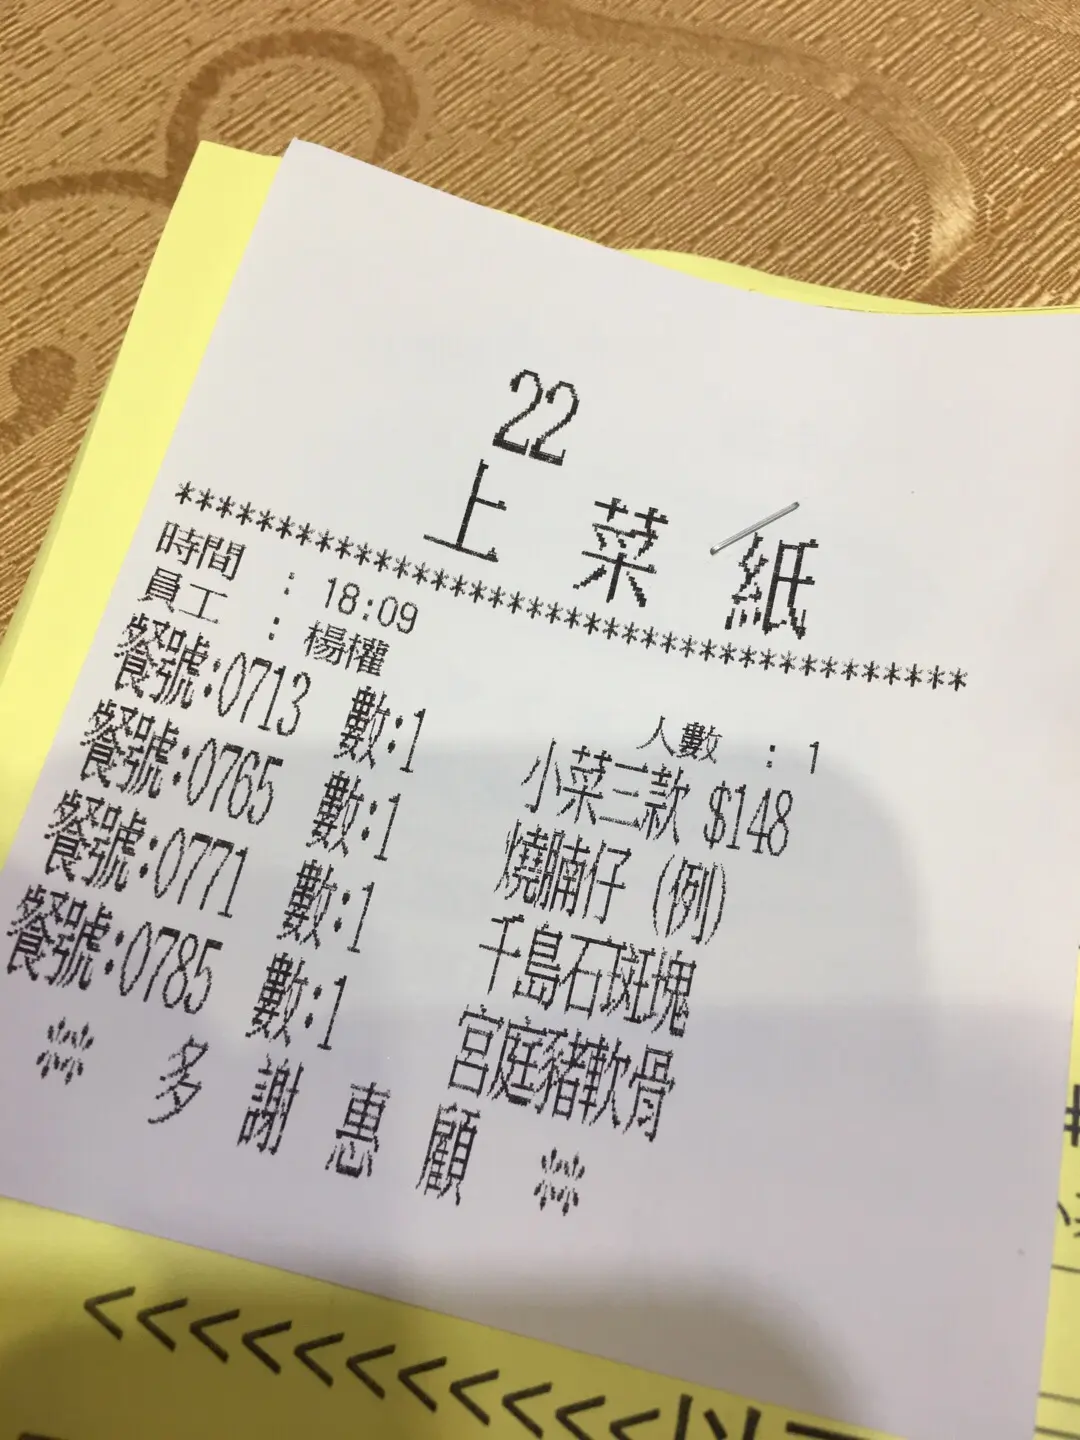 22
上菜紙
****************************************
時間 : 18:09
員工 : 楊權
人數 : 1
餐號:0713 數:1 小菜三款 $148
餐號:0765 數:1 燒腩仔 (例)
餐號:0771 數:1 千島石斑塊
餐號:0785 數:1 宮庭豬軟骨
※ 多謝惠顧 ※
<<<<<<<<<<<以下